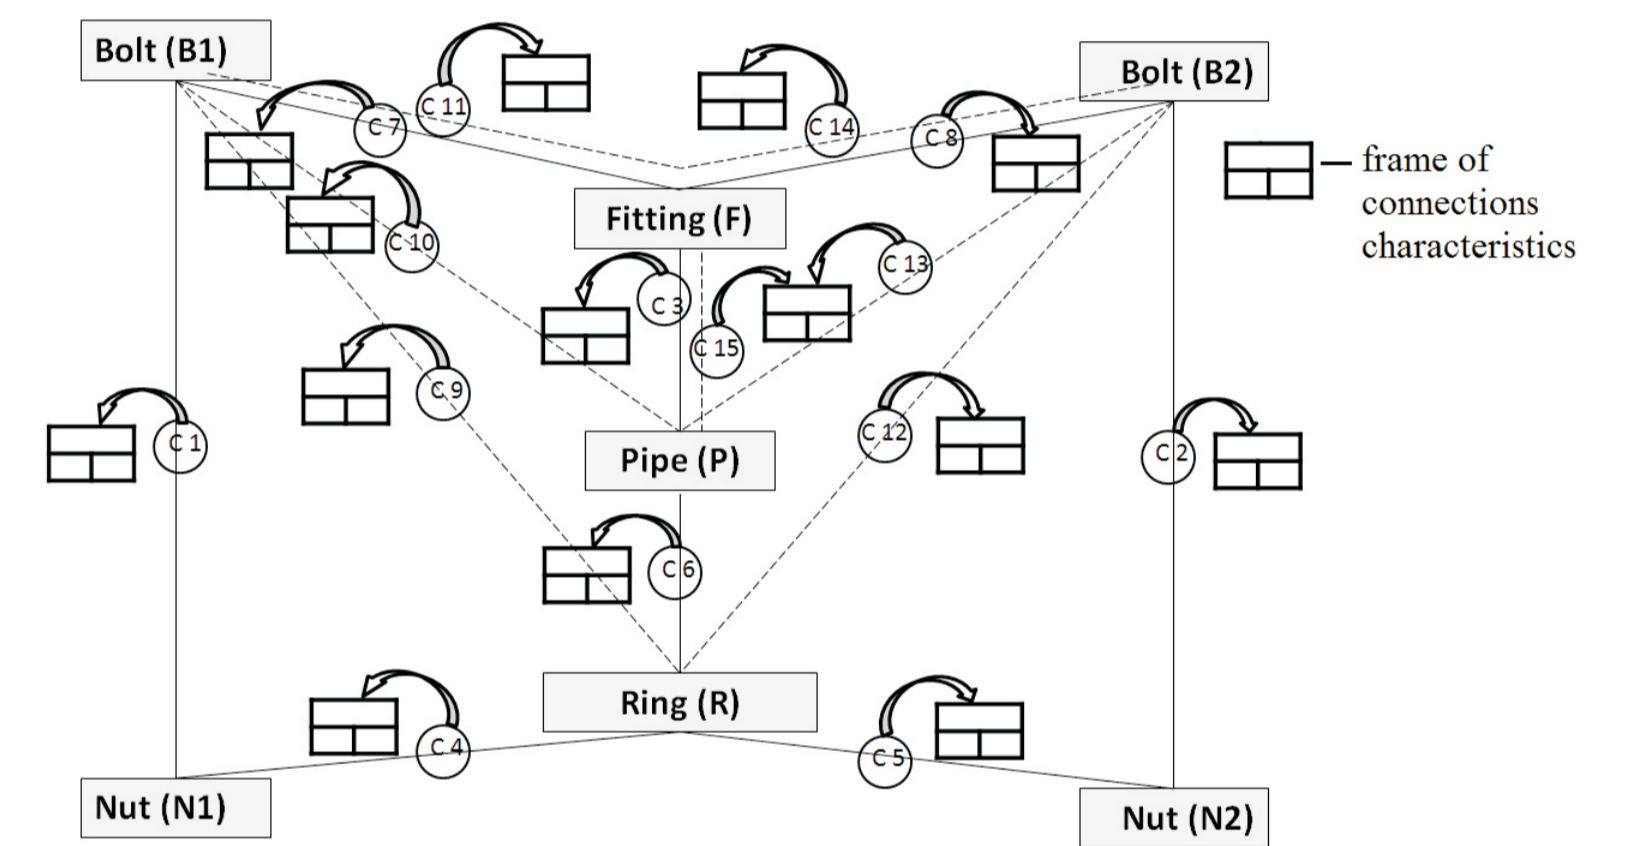 Bolt (B1)
C 11
C 7
C 14
C 8
Bolt (B2)
frame of
connections
characteristics
Fitting (F)
C 10
C 13
C 3
C 15
C 9
C 1
C 12
C 2
Pipe (P)
C 6
Ring (R)
C 4
C 5
Nut (N1)
Nut (N2)